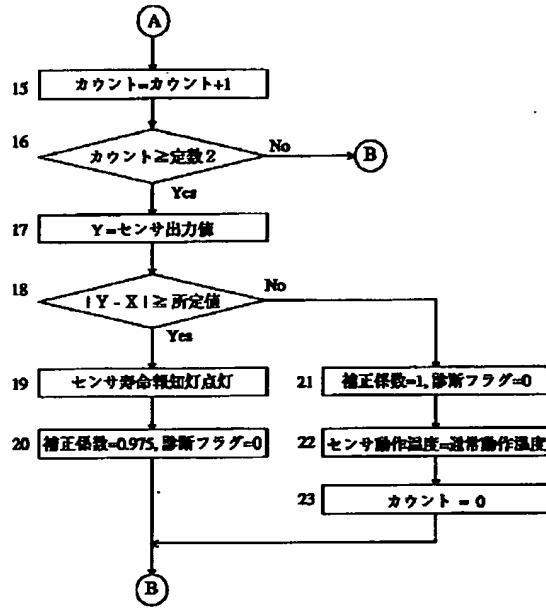 A
15 カウント=カウント+1
16 カウント≥定数2 No B
Yes
17 Y=センサ出力値
18 |Y-X|≥所定値 No
Yes
19 センサ寿命報知灯点灯
21 補正係数=1, 診断フラグ=0
20 補正係数=0.975, 診断フラグ=0
22 センサ動作温度=通常動作温度
23 カウント = 0
B